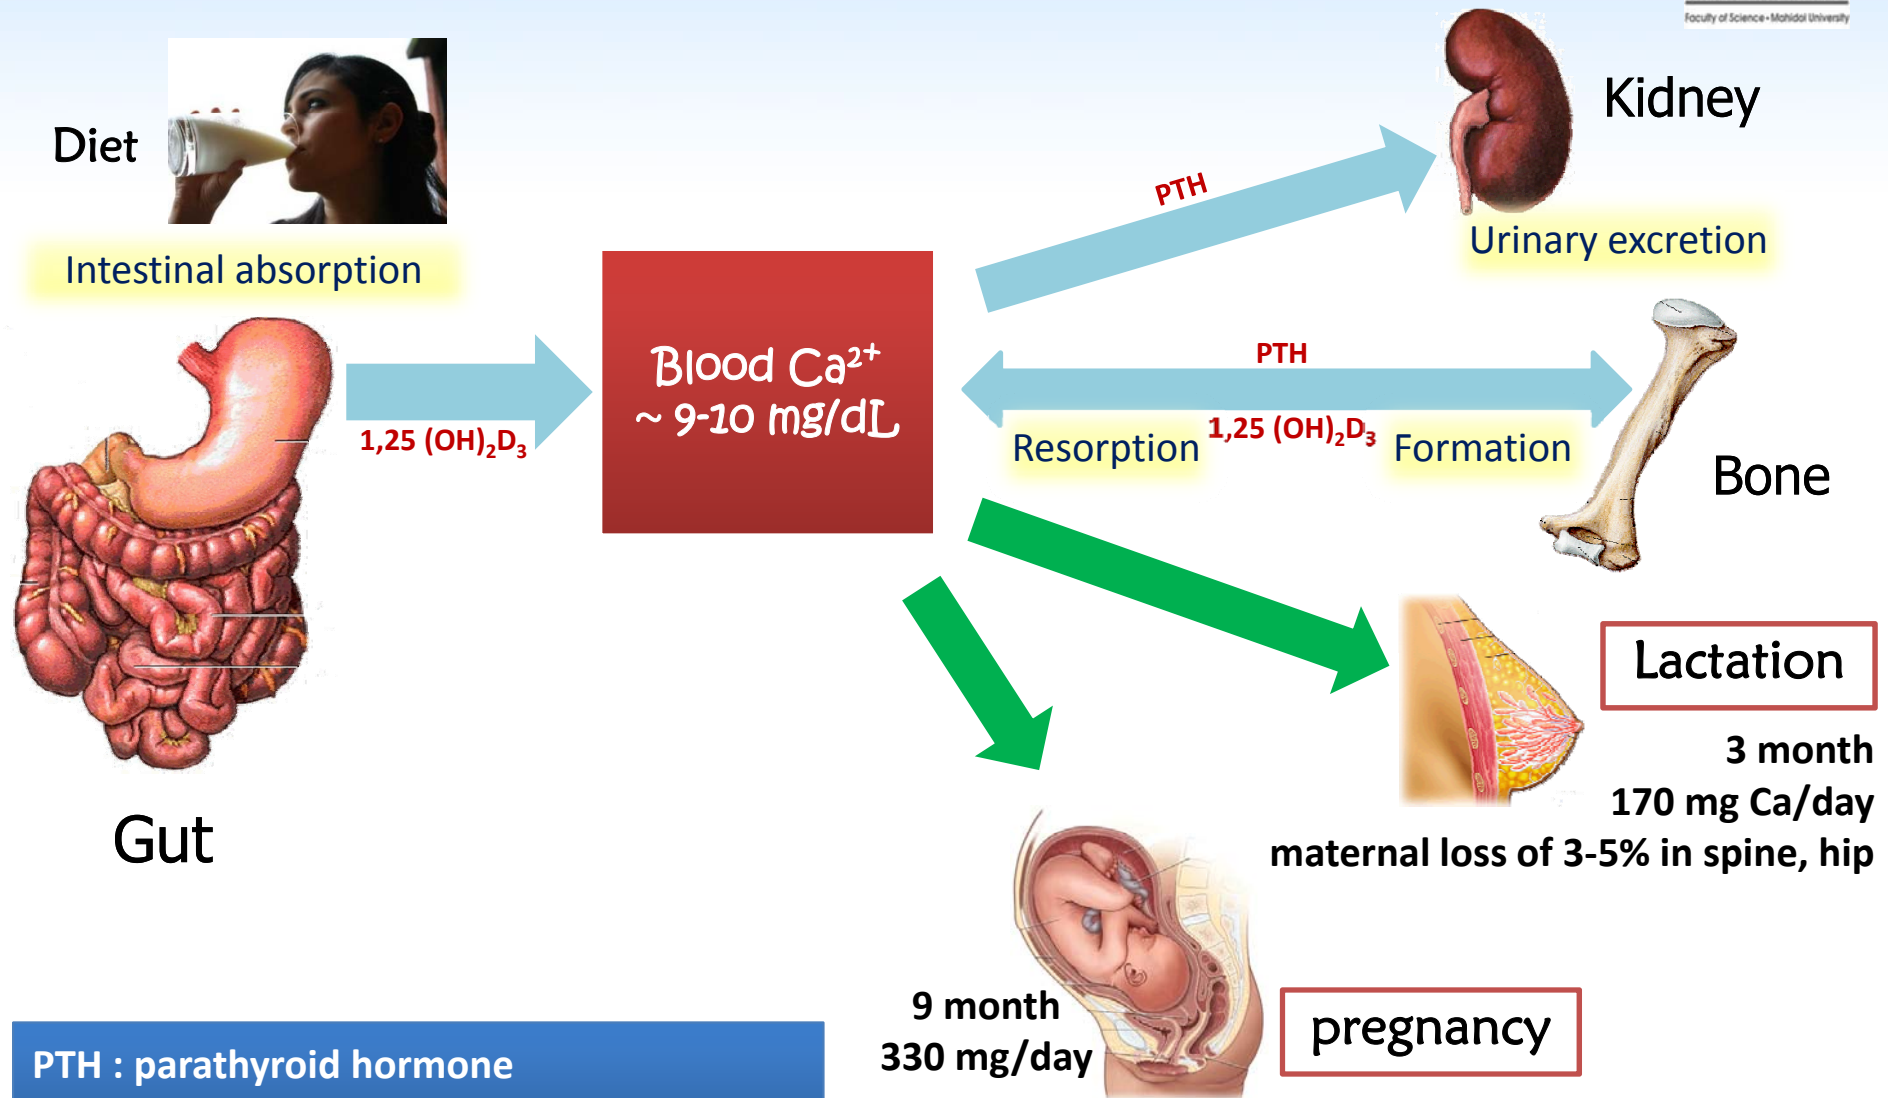 Faculty of Science • Mahidol University
Diet
Intestinal absorption
Gut
1,25 (OH)₂D₃
Blood Ca²⁺
~ 9-10 mg/dL
PTH
Kidney
Urinary excretion
PTH
1,25 (OH)₂D₃
Resorption
Formation
Bone
Lactation
3 month
170 mg Ca/day
maternal loss of 3-5% in spine, hip
9 month
330 mg/day
pregnancy
PTH : parathyroid hormone